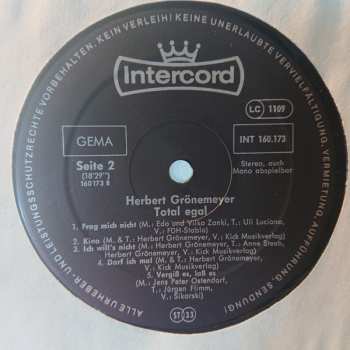 ALLE URHEBER- UND LEISTUNGSSCHUTZRECHTE VORBEHALTEN. KEIN VERLEIH! KEINE UNERLAUBTE VERVIELFÄLTIGUNG, VERMIETUNG, AUFFÜHRUNG, SENDUNG!
Intercord
LC 1109
GEMA
INT 160.173
Seite 2
(18'29")
160 173 B
Stereo, auch
Mono abspielbar
Herbert Grönemeyer
Total egal
1. Frag mich nicht (M.: Edo und Vilko Zanki, T.: Uli Luciano,
V.: FGH-Stablo)
2. Kino (M. & T.: Herbert Grönemeyer, V.: Kick Musikverlag)
3. Ich will's nicht (M.: Herbert Grönemeyer, T.: Anne Steeb,
Herbert Grönemeyer, V.: Kick Musikverlag)
4. Darf ich mal (M. & T.: Herbert Grönemeyer,
V.: Kick Musikverlag)
5. Vergiß es, laß es
(M.: Jens Peter Ostendorf,
T.: Jürgen Flimm,
V.: Sikorski)
ST 33